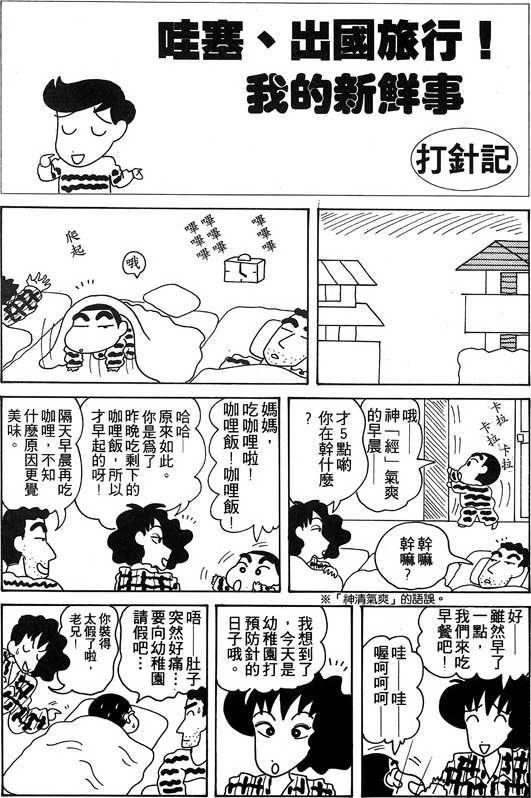 哇塞、出國旅行！
我的新鮮事
打針記
嗶嗶嗶
嗶嗶嗶
嗶嗶嗶
哦
爬起
卡拉
卡拉
卡拉
哦——
神「經」氣爽
的早晨——
才5點喲
你在幹什麼
？
幹嘛
幹嘛？
※「神清氣爽」的語誤。
媽媽，
吃咖哩啦！
咖哩飯！咖哩飯！
哈哈—
原來如此。
你是為了
昨晚吃剩下的
咖哩飯，所以
才早起的呀！
隔天早晨再吃
咖哩，不知
什麼原因更覺
美味。
好——
雖然早了
一點，
我們來吃
早餐吧！
哇——哇——
喔呵呵呵——
我想到了
，今天是
幼稚園打
預防針的
日子哦。
唔—肚子
突然好痛…
要向幼稚園
請假吧…
你裝得
太假了啦，
老兄！